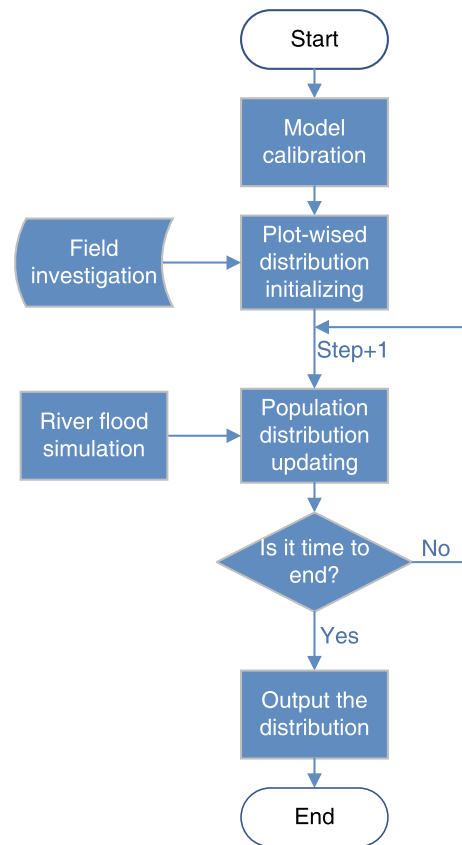 Start
Model
calibration
Field
investigation
Plot-wised
distribution
initializing
Step+1
River flood
simulation
Population
distribution
updating
Is it time to
end?
No
Yes
Output the
distribution
End